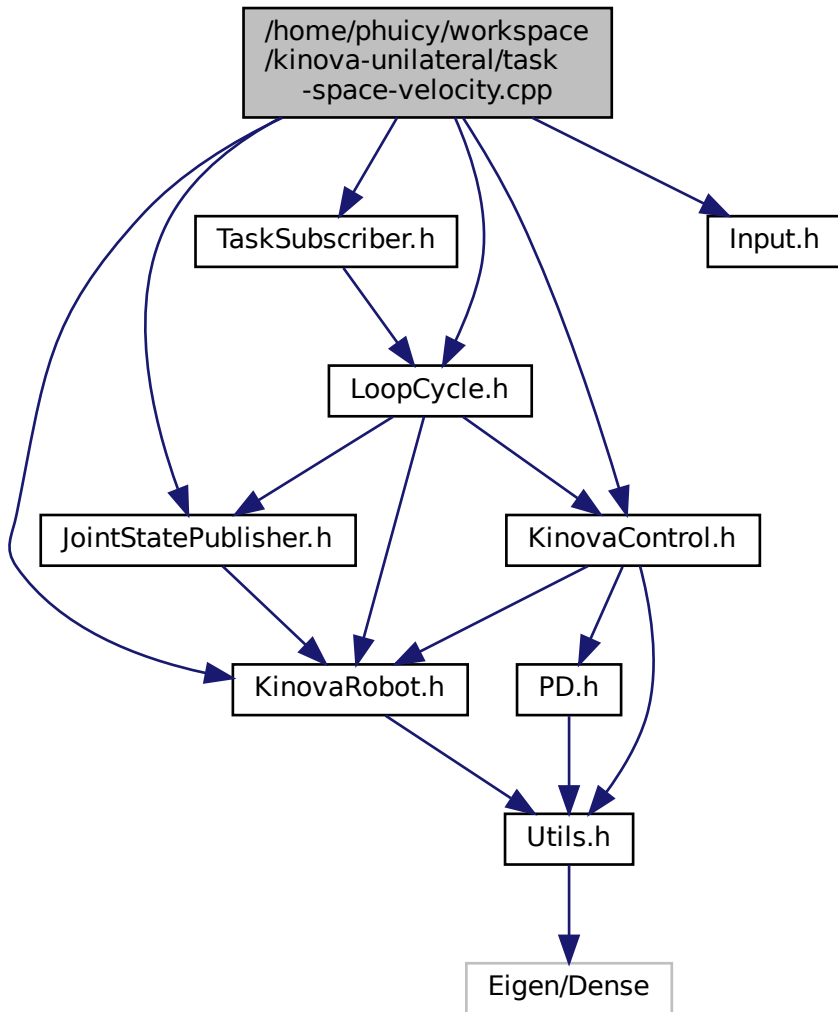 /home/phuicy/workspace
/kinova-unilateral/task
-space-velocity.cpp
TaskSubscriber.h
Input.h
LoopCycle.h
JointStatePublisher.h
KinovaControl.h
KinovaRobot.h
PD.h
Utils.h
Eigen/Dense